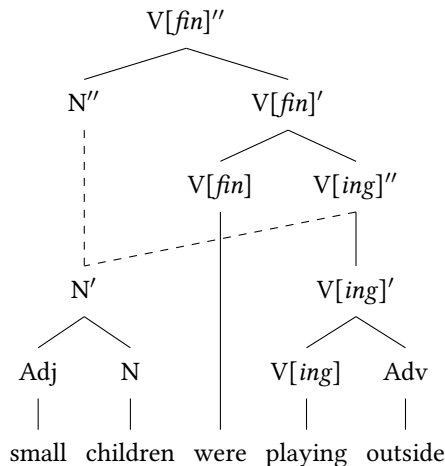 V[fin]′′
N′′ V[fin]′
V[fin] V[ing]′′
N′ V[ing]′
Adj N V[ing] Adv
small children were playing outside